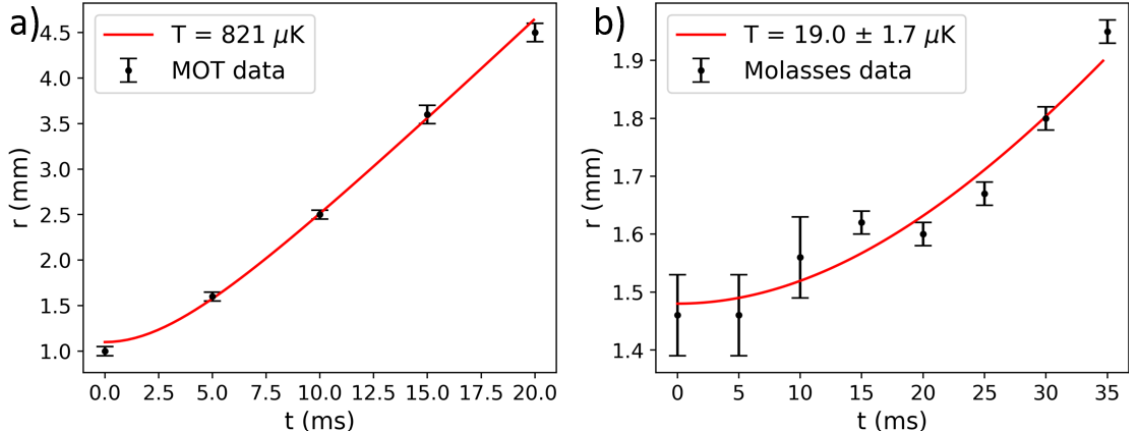 a)
T = 821 μK
MOT data
r (mm)
4.5
4.0
3.5
3.0
2.5
2.0
1.5
1.0
0.0 2.5 5.0 7.5 10.0 12.5 15.0 17.5 20.0
t (ms)
b)
T = 19.0 ± 1.7 μK
Molasses data
r (mm)
1.9
1.8
1.7
1.6
1.5
1.4
0 5 10 15 20 25 30 35
t (ms)